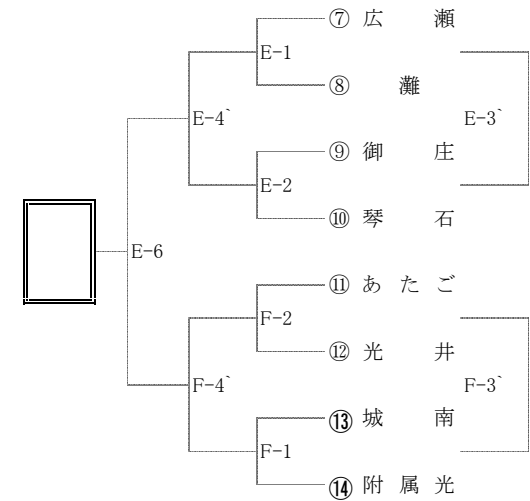 ⑦ 広 瀬
E-1
⑧ 灘
E-4` E-3`
⑨ 御 庄
E-2
⑩ 琴 石
E-6
⑪ あ た ご
F-2
⑫ 光 井
F-4` F-3`
⑬ 城 南
F-1
⑭ 附 属 光